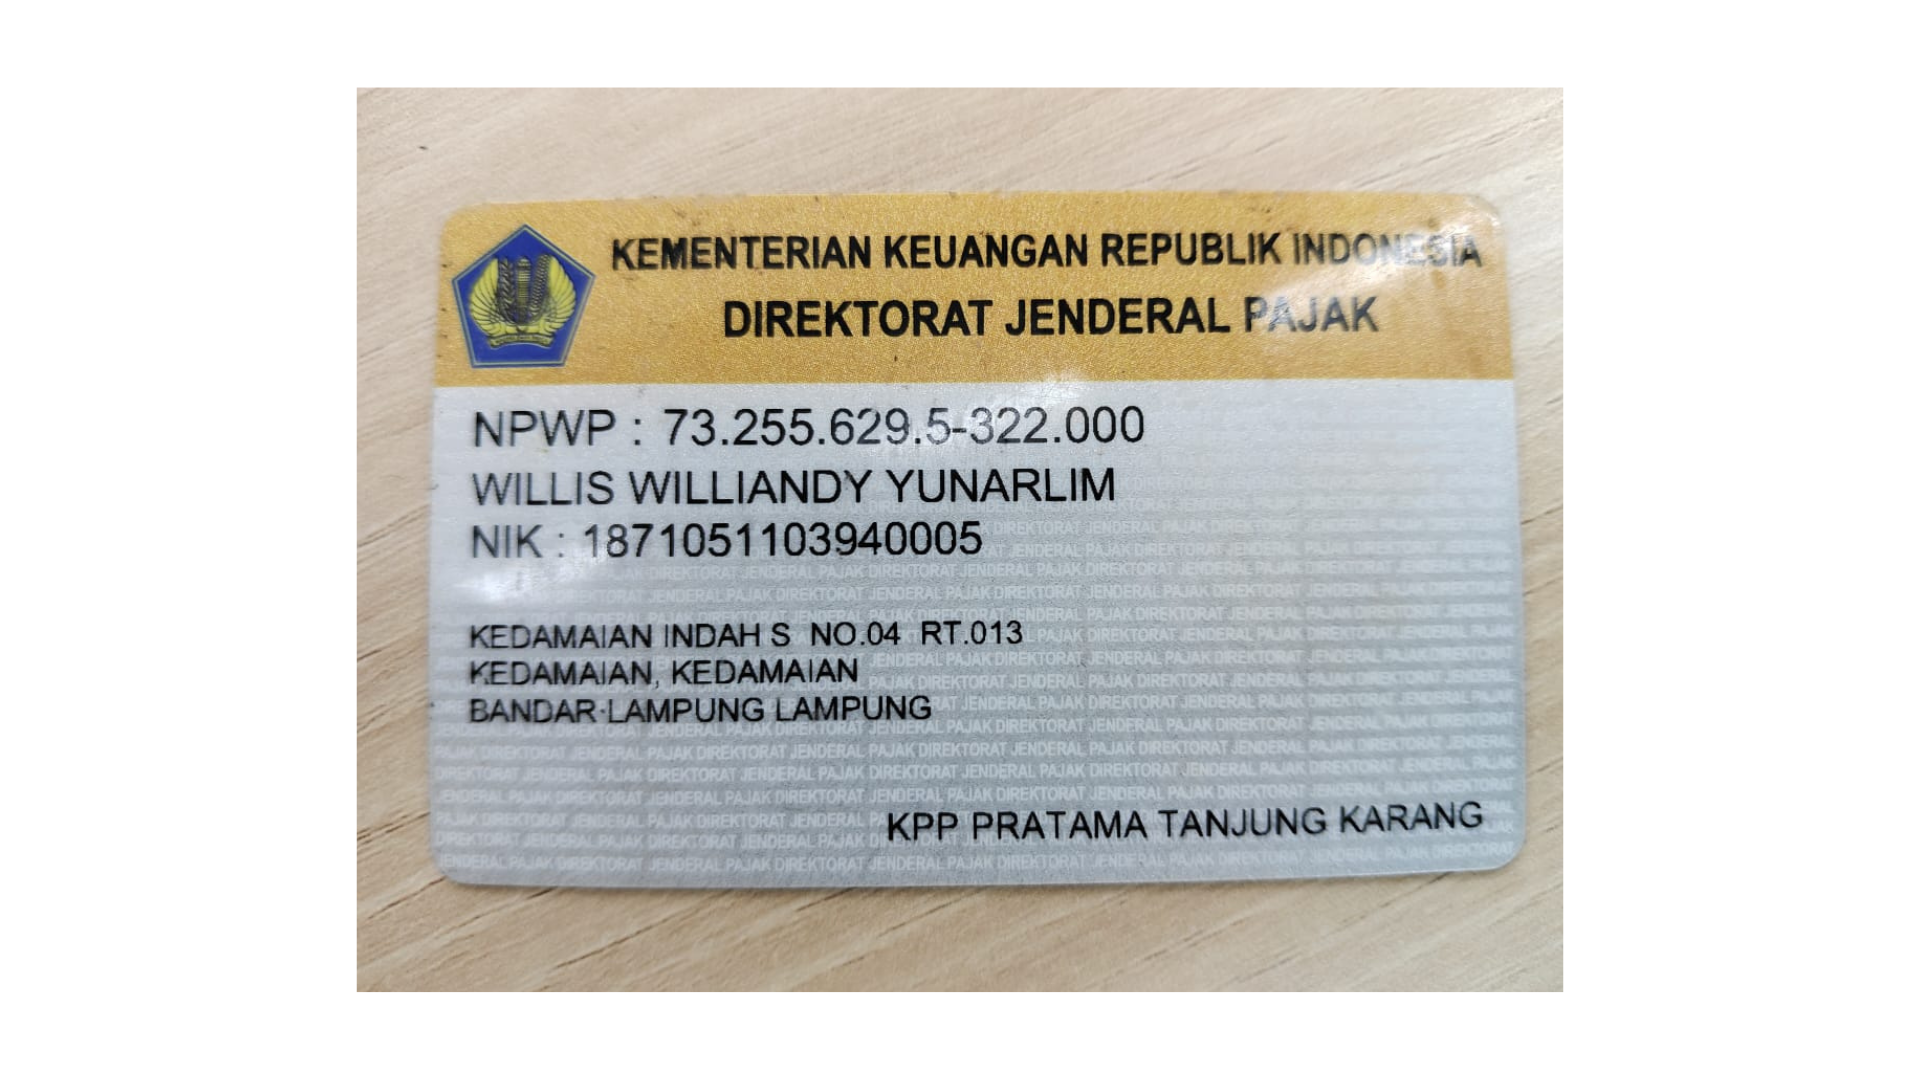 KEMENTERIAN KEUANGAN REPUBLIK INDONESIA
DIREKTORAT JENDERAL PAJAK
NPWP : 73.255.629.5-322.000
WILLIS WILLIANDY YUNARLIM
NIK : 1871051103940005
KEDAMAIAN INDAH S NO.04 RT.013
KEDAMAIAN, KEDAMAIAN
BANDAR LAMPUNG LAMPUNG
KPP PRATAMA TANJUNG KARANG